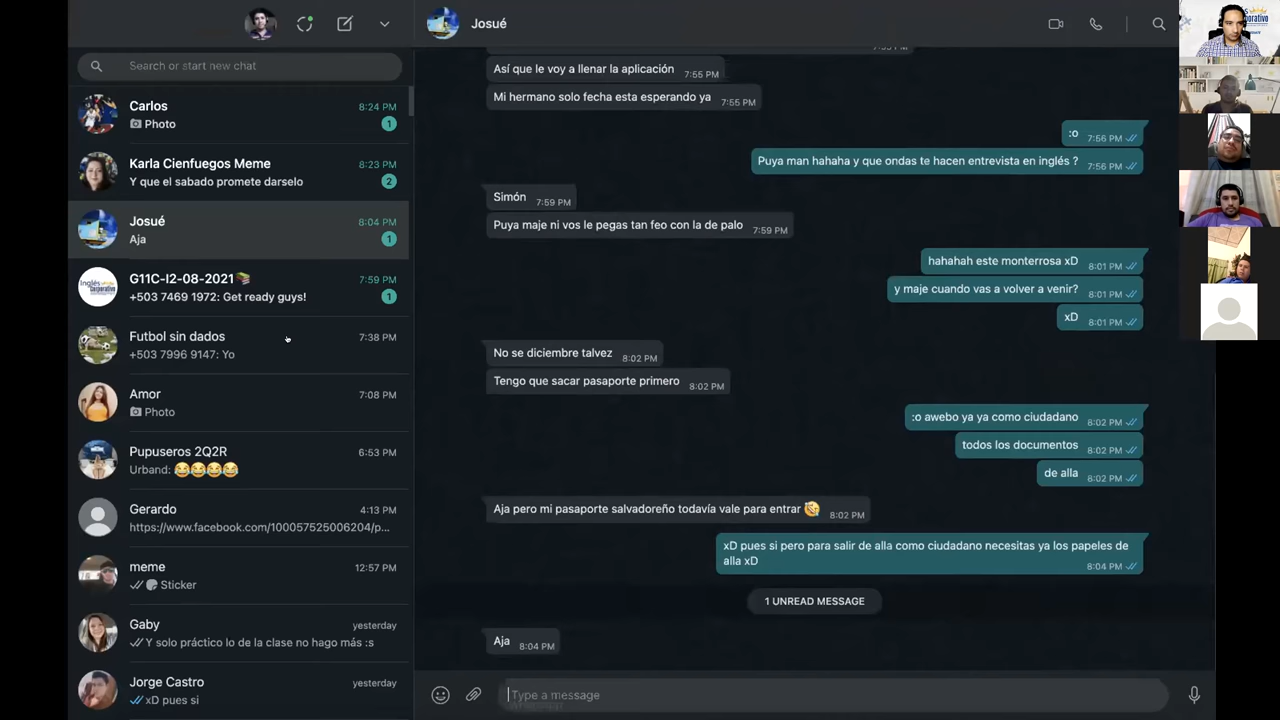 Josué
Search or start new chat
Carlos
8:24 PM
Photo
1
Karla Cienfuegos Meme
8:23 PM
Y que el sabado promete darselo
2
Josué
8:04 PM
Aja
1
G11C-I2-08-2021📚
7:59 PM
+503 7469 1972: Get ready guys!
1
Futbol sin dados
7:38 PM
+503 7996 9147: Yo
Amor
7:08 PM
Photo
Pupuseros 2Q2R
6:53 PM
Urband: 😂😂😂😂
Gerardo
4:13 PM
https://www.facebook.com/100057525006204/p...
meme
12:57 PM
Sticker
Gaby
yesterday
Y solo práctico lo de la clase no hago más :s
Jorge Castro
yesterday
xD pues si
Así que le voy a llenar la aplicación 7:55 PM
Mi hermano solo fecha esta esperando ya 7:55 PM
:o 7:56 PM
Puya man hahaha y que ondas te hacen entrevista en inglés ? 7:56 PM
Simón 7:59 PM
Puya maje ni vos le pegas tan feo con la de palo 7:59 PM
hahahah este monterrosa xD 8:01 PM
y maje cuando vas a volver a venir? 8:01 PM
xD 8:01 PM
No se diciembre talvez 8:02 PM
Tengo que sacar pasaporte primero 8:02 PM
:o awebo ya ya como ciudadano 8:02 PM
todos los documentos 8:02 PM
de alla 8:02 PM
Aja pero mi pasaporte salvadoreño todavía vale para entrar 8:02 PM
xD pues si pero para salir de alla como ciudadano necesitas ya los papeles de
alla xD 8:04 PM
1 UNREAD MESSAGE
Aja 8:04 PM
Type a message